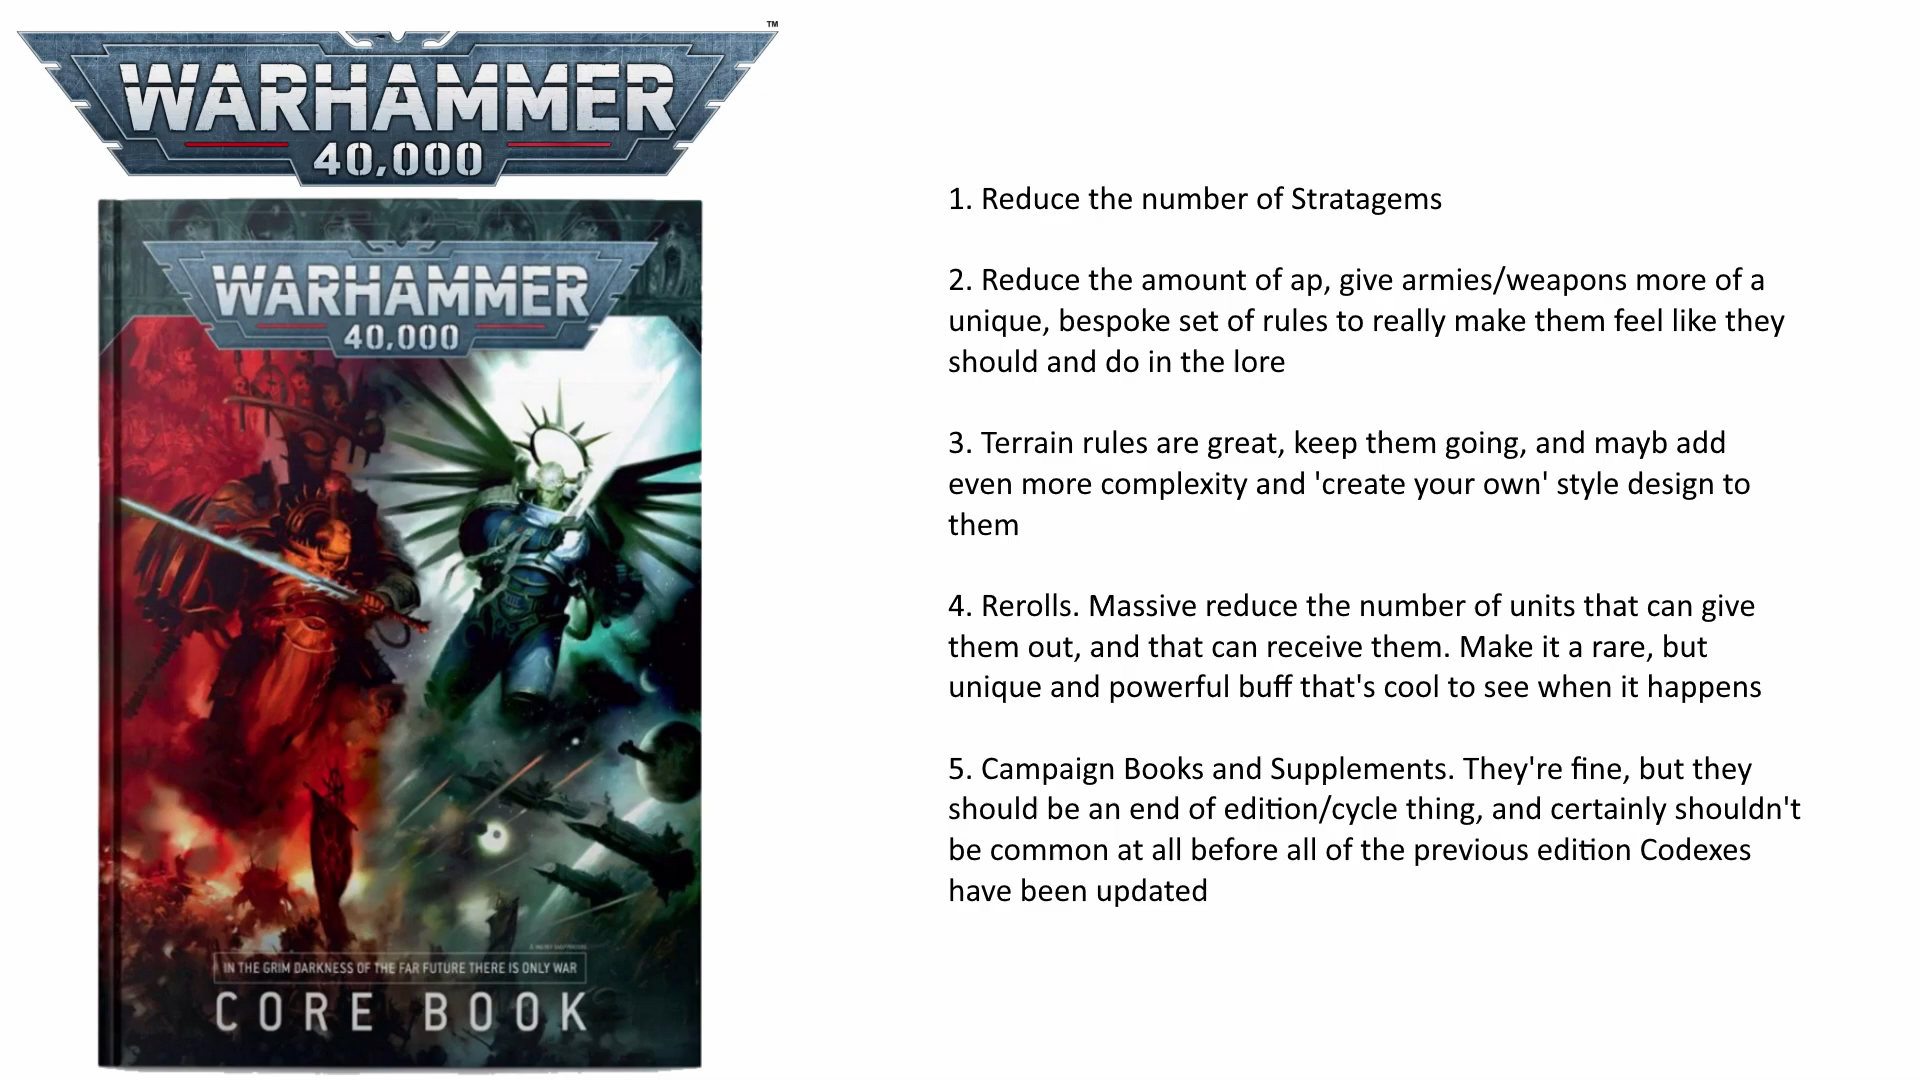 TM
WARHAMMER
40,000
WARHAMMER
40,000
IN THE GRIM DARKNESS OF THE FAR FUTURE THERE IS ONLY WAR
CORE BOOK
1. Reduce the number of Stratagems
2. Reduce the amount of ap, give armies/weapons more of a
unique, bespoke set of rules to really make them feel like they
should and do in the lore
3. Terrain rules are great, keep them going, and mayb add
even more complexity and 'create your own' style design to
them
4. Rerolls. Massive reduce the number of units that can give
them out, and that can receive them. Make it a rare, but
unique and powerful buff that's cool to see when it happens
5. Campaign Books and Supplements. They're fine, but they
should be an end of edition/cycle thing, and certainly shouldn't
be common at all before all of the previous edition Codexes
have been updated